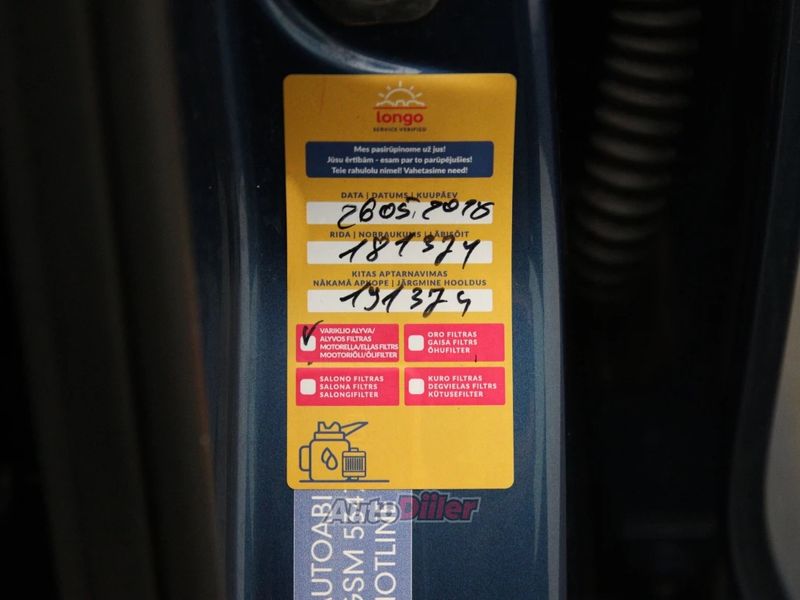 longo
SERVICE VERIFIED
Mes pasirūpinome už jus!
Jūsu ērtībām - esam par to parūpējušies!
Teie rahulolu nimel! Vahetasime need!
DATA | DATUMS | KUUPÄEV
RIDA | NOBRAUKUMS | LÄBISÕIT
181374
KITAS APTARNAVIMAS
NĀKAMĀ APKOPE | JÄRGMINE HOOLDUS
191374
VARIKLIO ALYVA/
ALYVOS FILTRAS
MOTOREĻĻA/EĻĻAS FILTRS
MOOTORIÕLI/ÕLIFILTER
ORO FILTRAS
GAISA FILTRS
ÕHUFILTER
SALONO FILTRAS
SALONA FILTRS
SALONGIFILTER
KURO FILTRAS
DEGVIELAS FILTRS
KÜTUSEFILTER
AutoDiiler
AUTOABI
GSM
HOTLINE